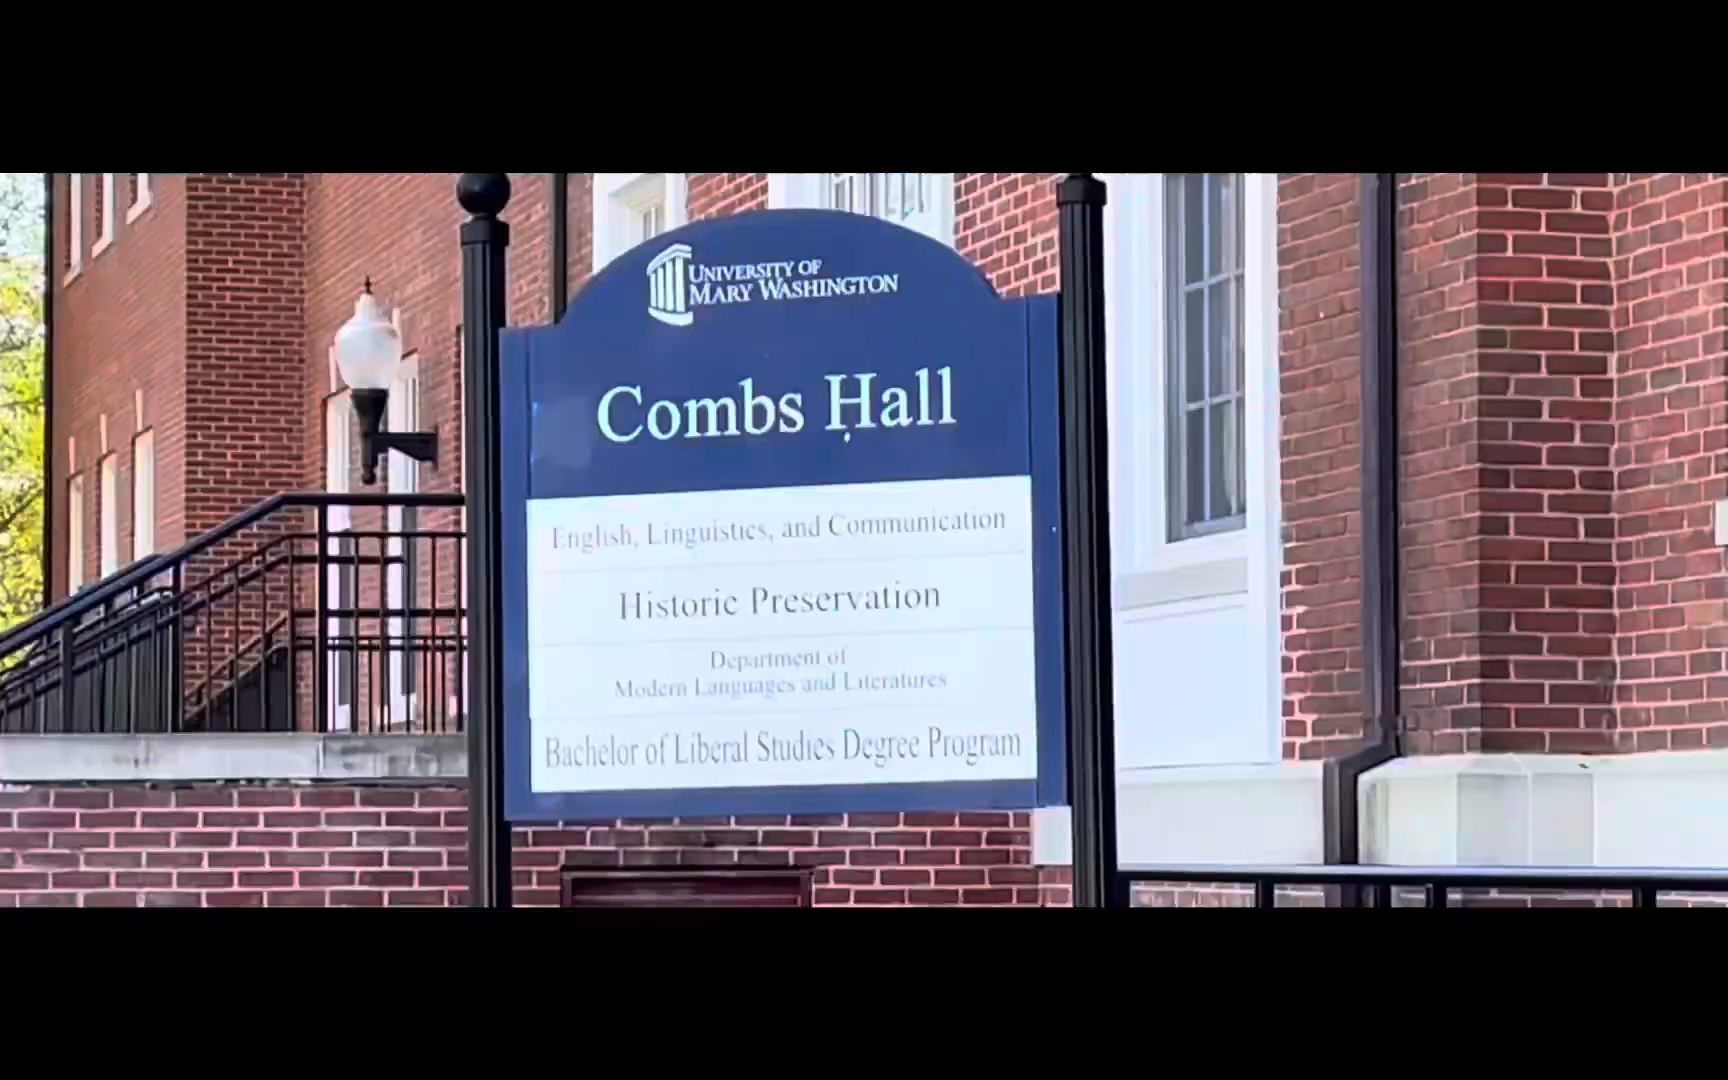 UNIVERSITY OF
MARY WASHINGTON
Combs Hall
English, Linguistics, and Communication
Historic Preservation
Department of
Modern Languages and Literatures
Bachelor of Liberal Studies Degree Program